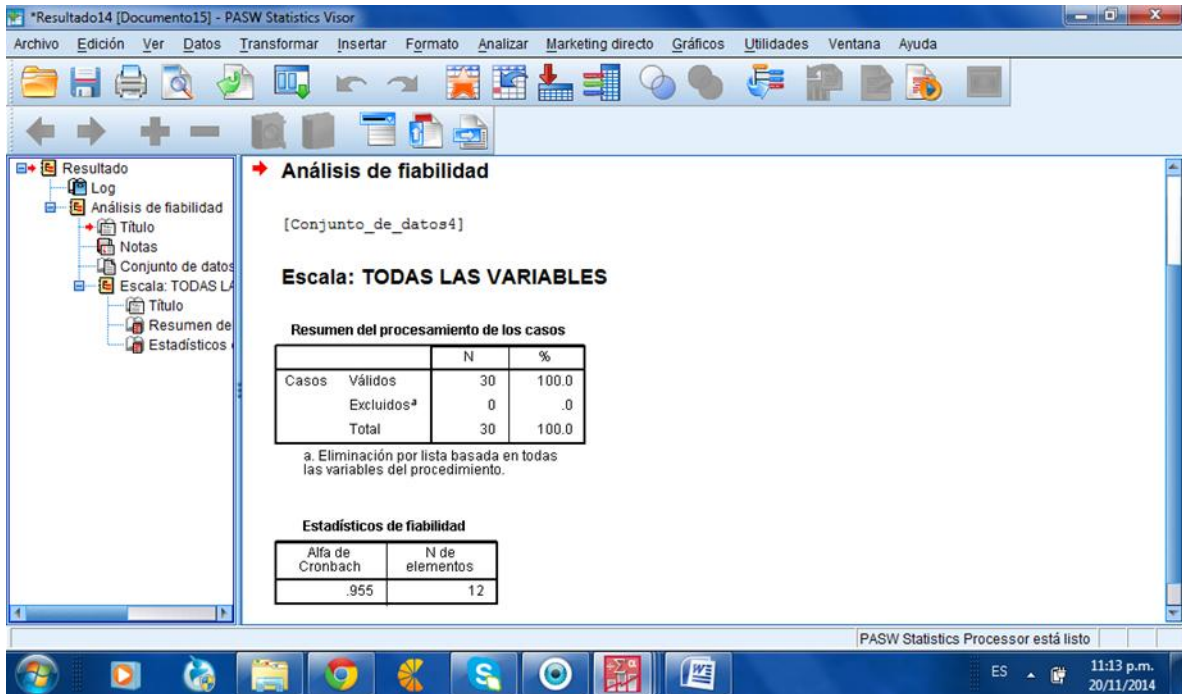 *Resultado14 [Documento15] - PASW Statistics Visor
Archivo Edición Ver Datos Transformar Insertar Formato Analizar Marketing directo Gráficos Utilidades Ventana Ayuda
Resultado
Log
Análisis de fiabilidad
Título
Notas
Conjunto de datos
Escala: TODAS LA
Título
Resumen de
Estadísticos
Análisis de fiabilidad
[Conjunto_de_datos4]
Escala: TODAS LAS VARIABLES
Resumen del procesamiento de los casos
N %
Casos Válidos 30 100.0
Excluidosa 0 .0
Total 30 100.0
a. Eliminación por lista basada en todas
las variables del procedimiento.
Estadísticos de fiabilidad
Alfa de Cronbach N de elementos
.955 12
PASW Statistics Processor está listo
ES 11:13 p.m.
20/11/2014